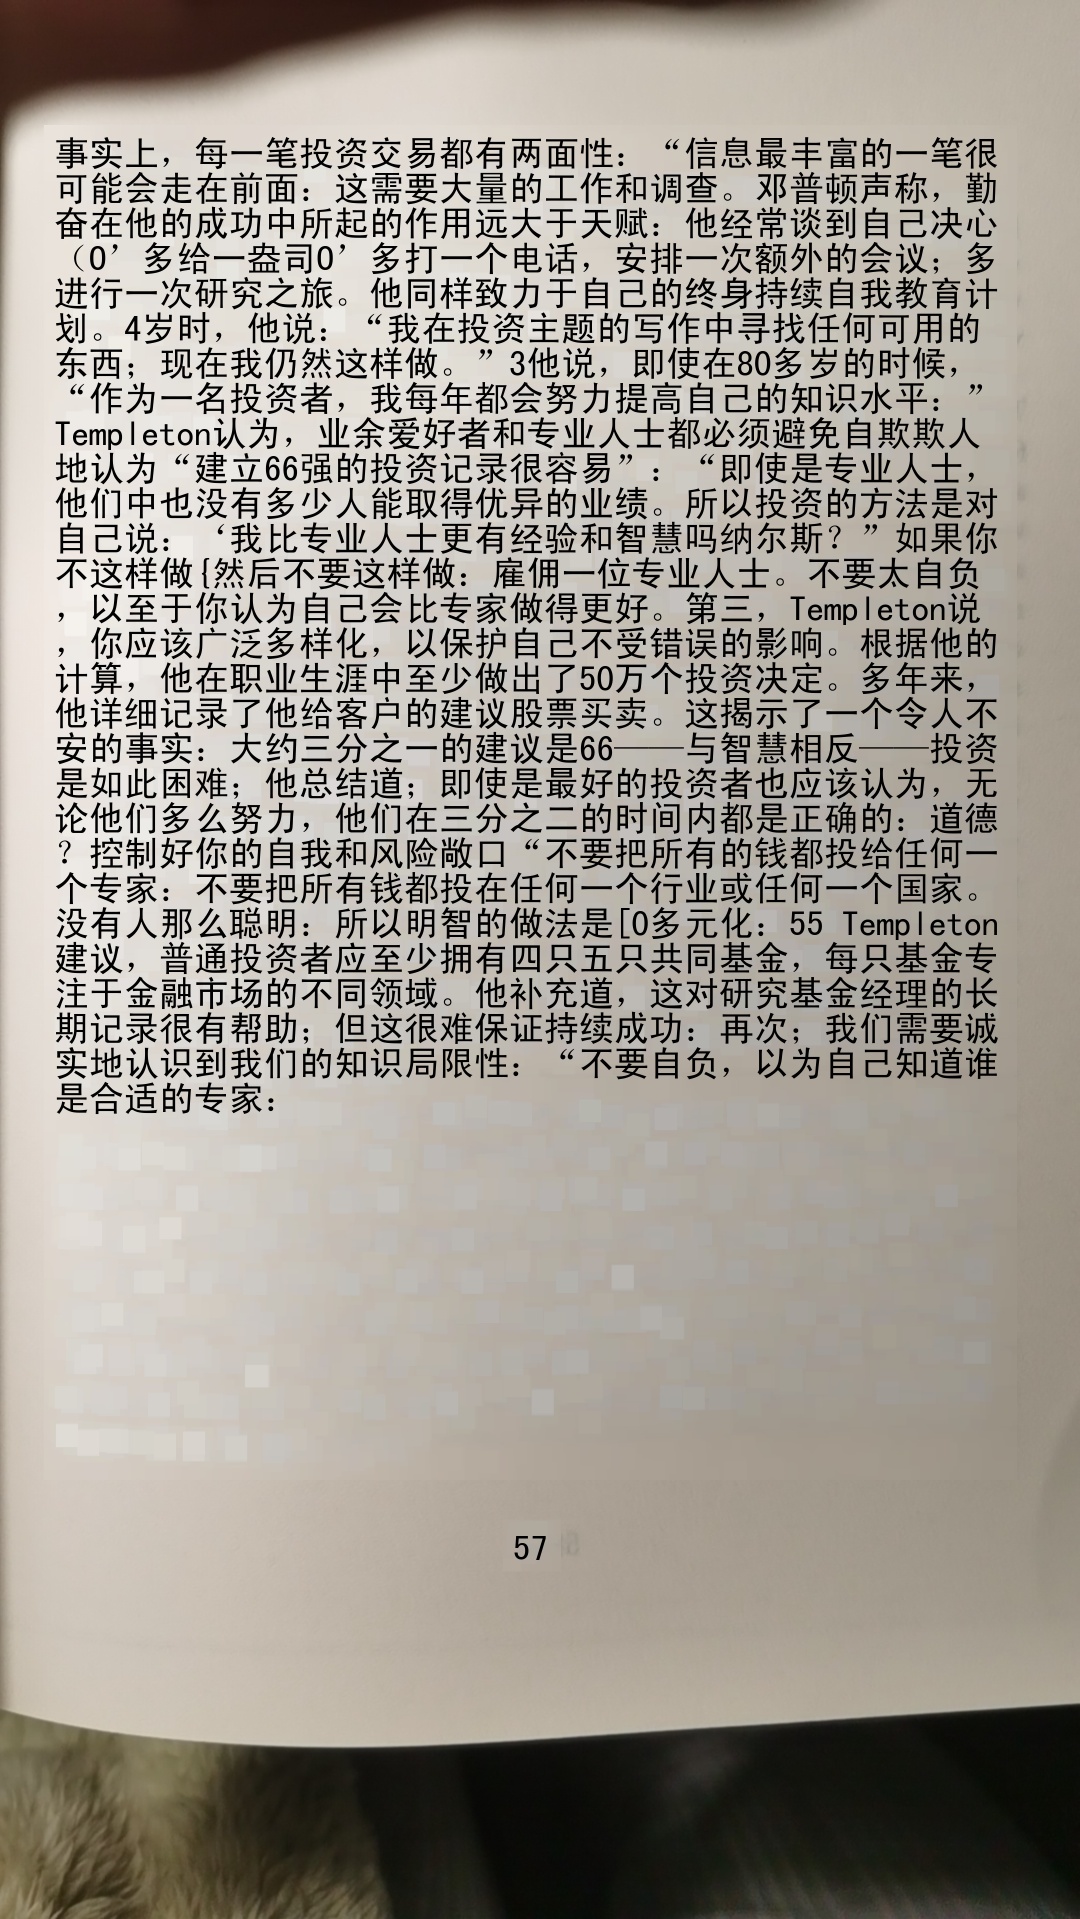 事实上，每一笔投资交易都有两面性：“信息最丰富的一笔很
可能会走在前面：这需要大量的工作和调查。邓普顿声称，勤
奋在他的成功中所起的作用远大于天赋：他经常谈到自己决心
（O’多给一盎司O’多打一个电话，安排一次额外的会议；多
进行一次研究之旅。他同样致力于自己的终身持续自我教育计
划。4岁时，他说：“我在投资主题的写作中寻找任何可用的
东西；现在我仍然这样做。”3他说，即使在80多岁的时候，
“作为一名投资者，我每年都会努力提高自己的知识水平：”
Templeton认为，业余爱好者和专业人士都必须避免自欺欺人
地认为“建立66强的投资记录很容易”：“即使是专业人士，
他们中也没有多少人能取得优异的业绩。所以投资的方法是对
自己说：‘我比专业人士更有经验和智慧吗纳尔斯？”如果你
不这样做{然后不要这样做：雇佣一位专业人士。不要太自负
，以至于你认为自己会比专家做得更好。第三，Templeton说
，你应该广泛多样化，以保护自己不受错误的影响。根据他的
计算，他在职业生涯中至少做出了50万个投资决定。多年来，
他详细记录了他给客户的建议股票买卖。这揭示了一个令人不
安的事实：大约三分之一的建议是66——与智慧相反——投资
是如此困难；他总结道；即使是最好的投资者也应该认为，无
论他们多么努力，他们在三分之二的时间内都是正确的：道德
？控制好你的自我和风险敞口“不要把所有的钱都投给任何一
个专家：不要把所有钱都投在任何一个行业或任何一个国家。
没有人那么聪明：所以明智的做法是[O多元化：55 Templeton
建议，普通投资者应至少拥有四只五只共同基金，每只基金专
注于金融市场的不同领域。他补充道，这对研究基金经理的长
期记录很有帮助；但这很难保证持续成功：再次；我们需要诚
实地认识到我们的知识局限性：“不要自负，以为自己知道谁
是合适的专家：
57